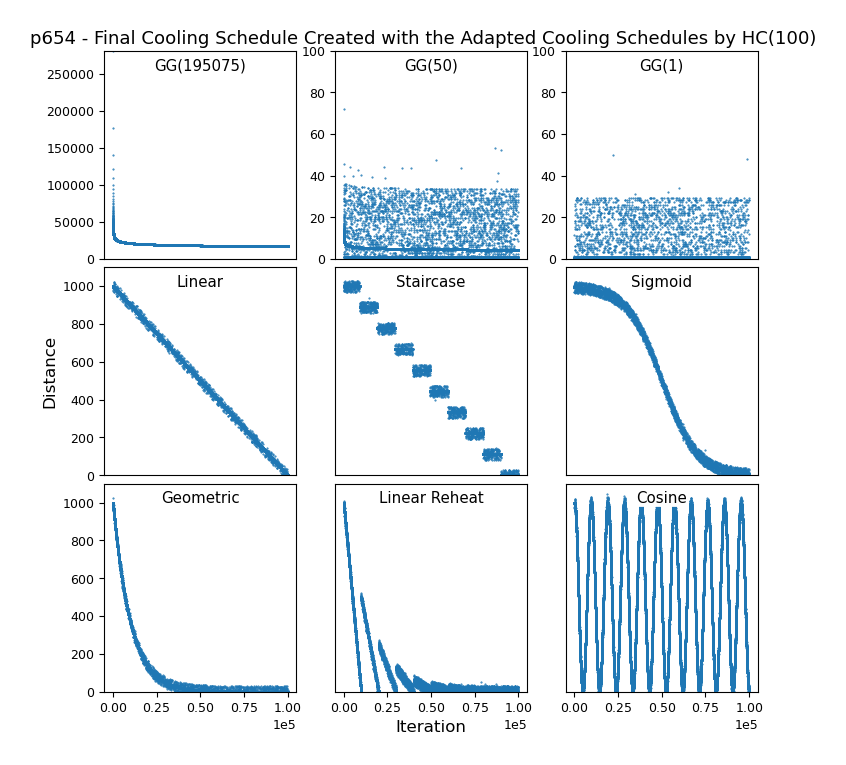 p654 - Final Cooling Schedule Created with the Adapted Cooling Schedules by HC(100)
GG(195075)
GG(50)
GG(1)
250000
200000
150000
100000
50000
0
100
80
60
40
20
0
100
80
60
40
20
0
Linear
Staircase
Sigmoid
1000
800
600
400
200
0
Distance
Geometric
Linear Reheat
Cosine
1000
800
600
400
200
0
0.00 0.25 0.50 0.75 1.00
1e5
0.00 0.25 0.50 0.75 1.00
1e5
0.00 0.25 0.50 0.75 1.00
1e5
Iteration